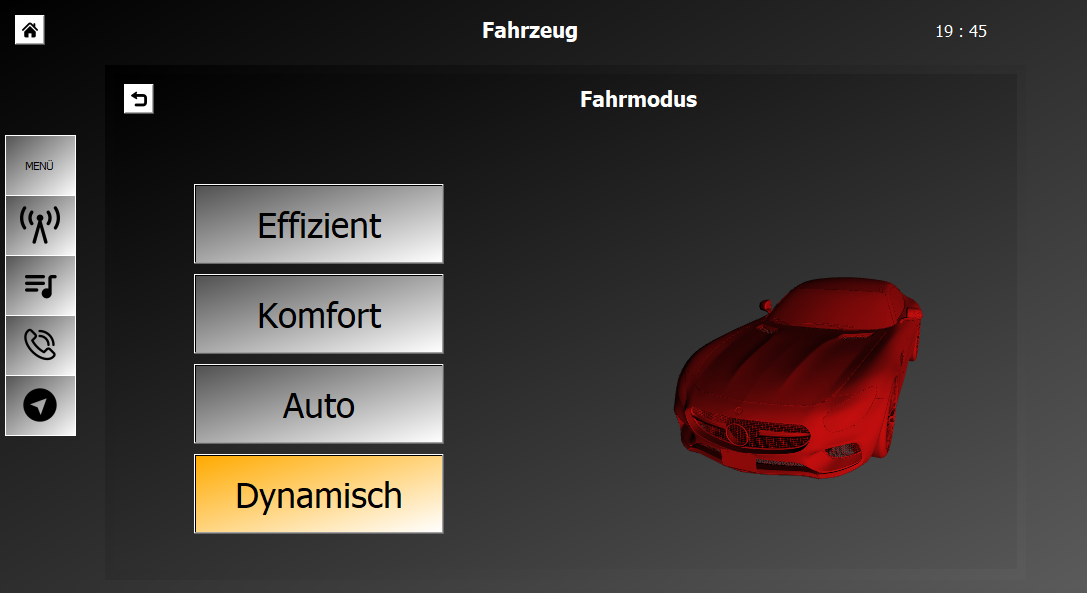 Fahrzeug
19 : 45
Fahrmodus
MENÜ
Effizient
Komfort
Auto
Dynamisch